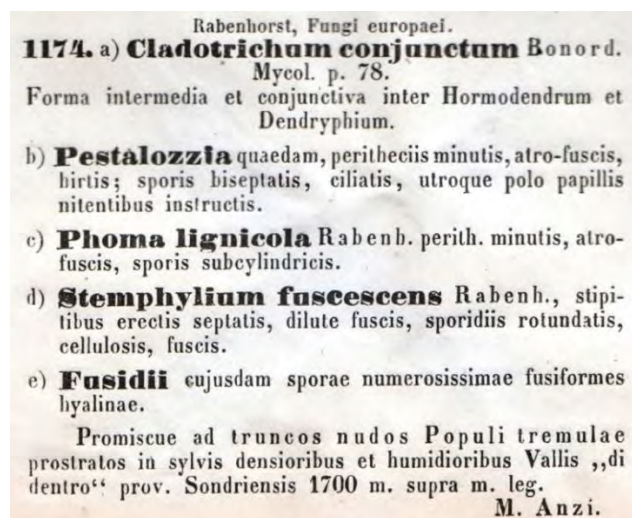 Rabenhorst, Fungi europaei.
1174. a) Cladotrichum conjunctum Bonord.
Mycol. p. 78.
Forma intermedia et conjunctiva inter Hormodendrum et
Dendryphium.
b) Pestalozzia quaedam, peritheciis minutis, atro-fuscis,
hirtis; sporis biseptatis, ciliatis, utroque polo papillis
nitentibus instructis.
c) Phoma lignicola Rabenh. perith. minutis, atro-
fuscis, sporis subcylindricis.
d) Stemphylium fuscescens Rabenh., stipi-
tibus erectis septatis, dilute fuscis, sporidiis rotundatis,
cellulosis, fuscis.
e) Fusidii cujusdam sporae numerosissimae fusiformes
hyalinae.
Promiscue ad truncos nudos Populi tremulae
prostratos in sylvis densioribus et humidioribus Vallis „di
dentro“ prov. Sondriensis 1700 m. supra m. leg.
M. Anzi.